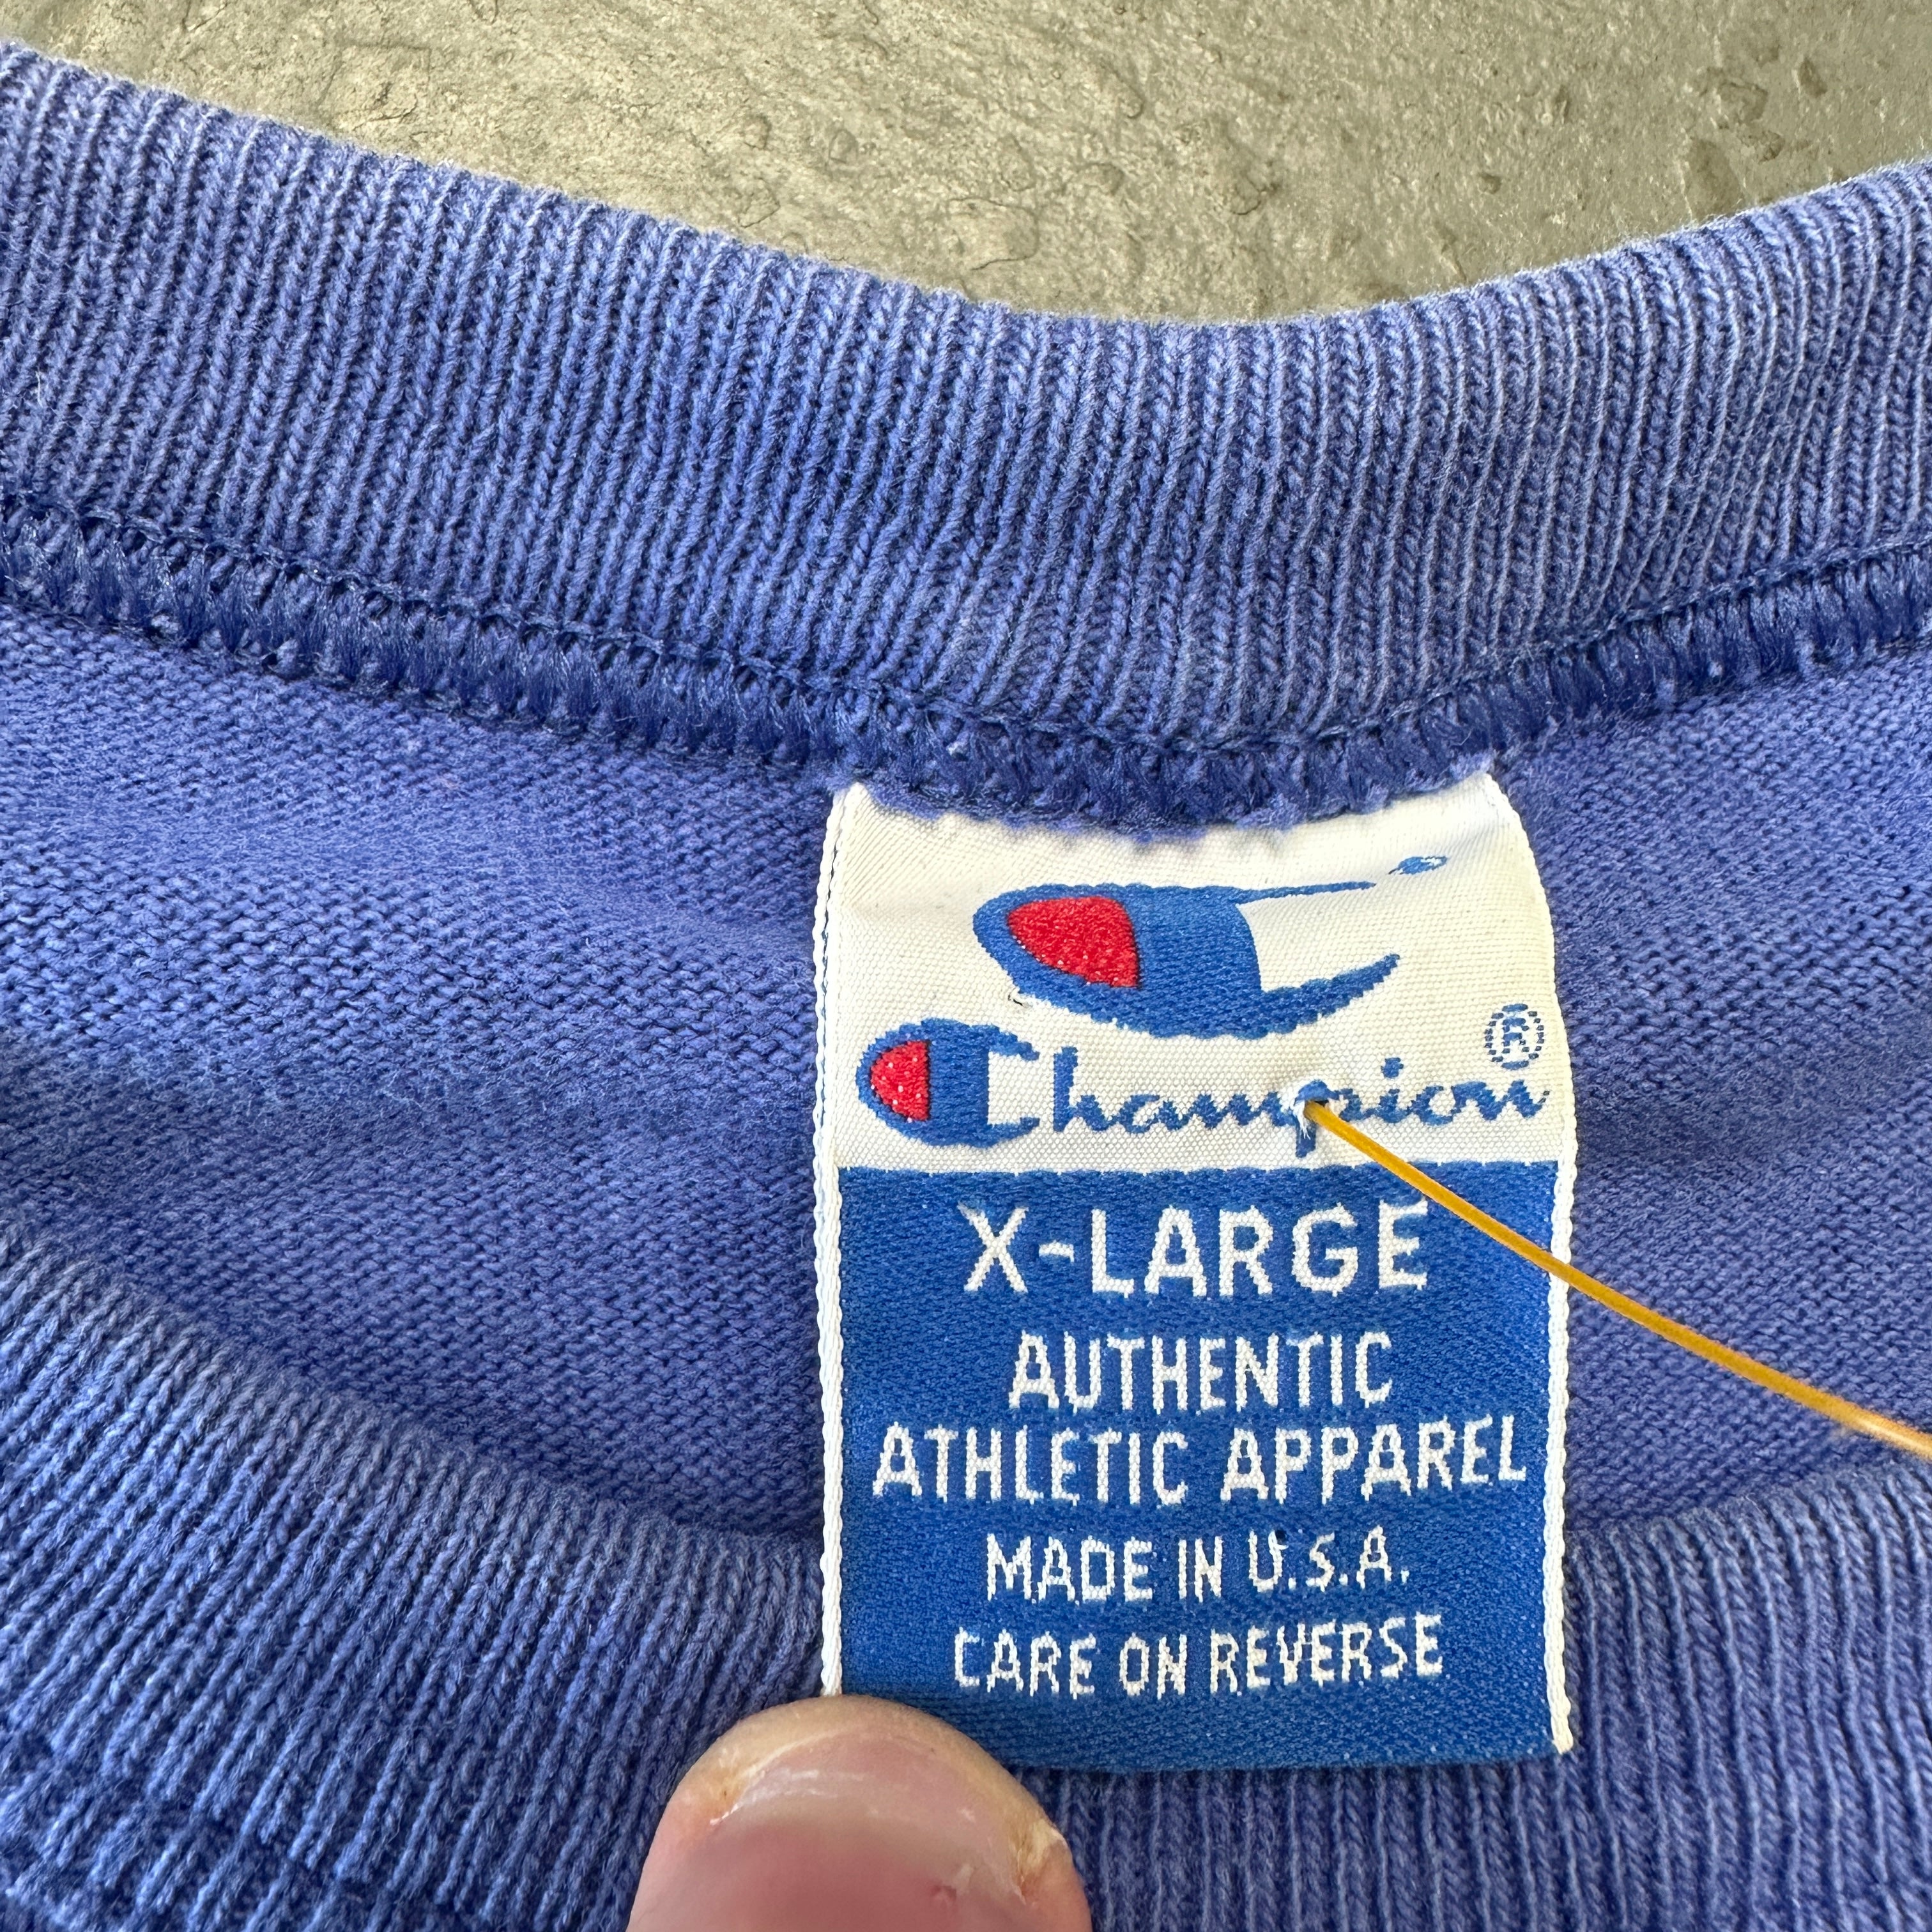 Champion®
X-LARGE
AUTHENTIC
ATHLETIC APPAREL
MADE IN U.S.A.
CARE ON REVERSE